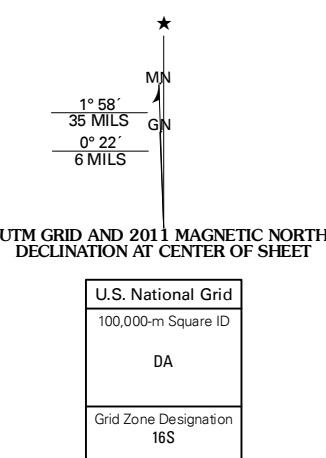 ★
MN
1° 58´
35 MILS
GN
0° 22´
6 MILS
UTM GRID AND 2011 MAGNETIC NORTH
DECLINATION AT CENTER OF SHEET
U.S. National Grid
100,000-m Square ID
DA
Grid Zone Designation
16S